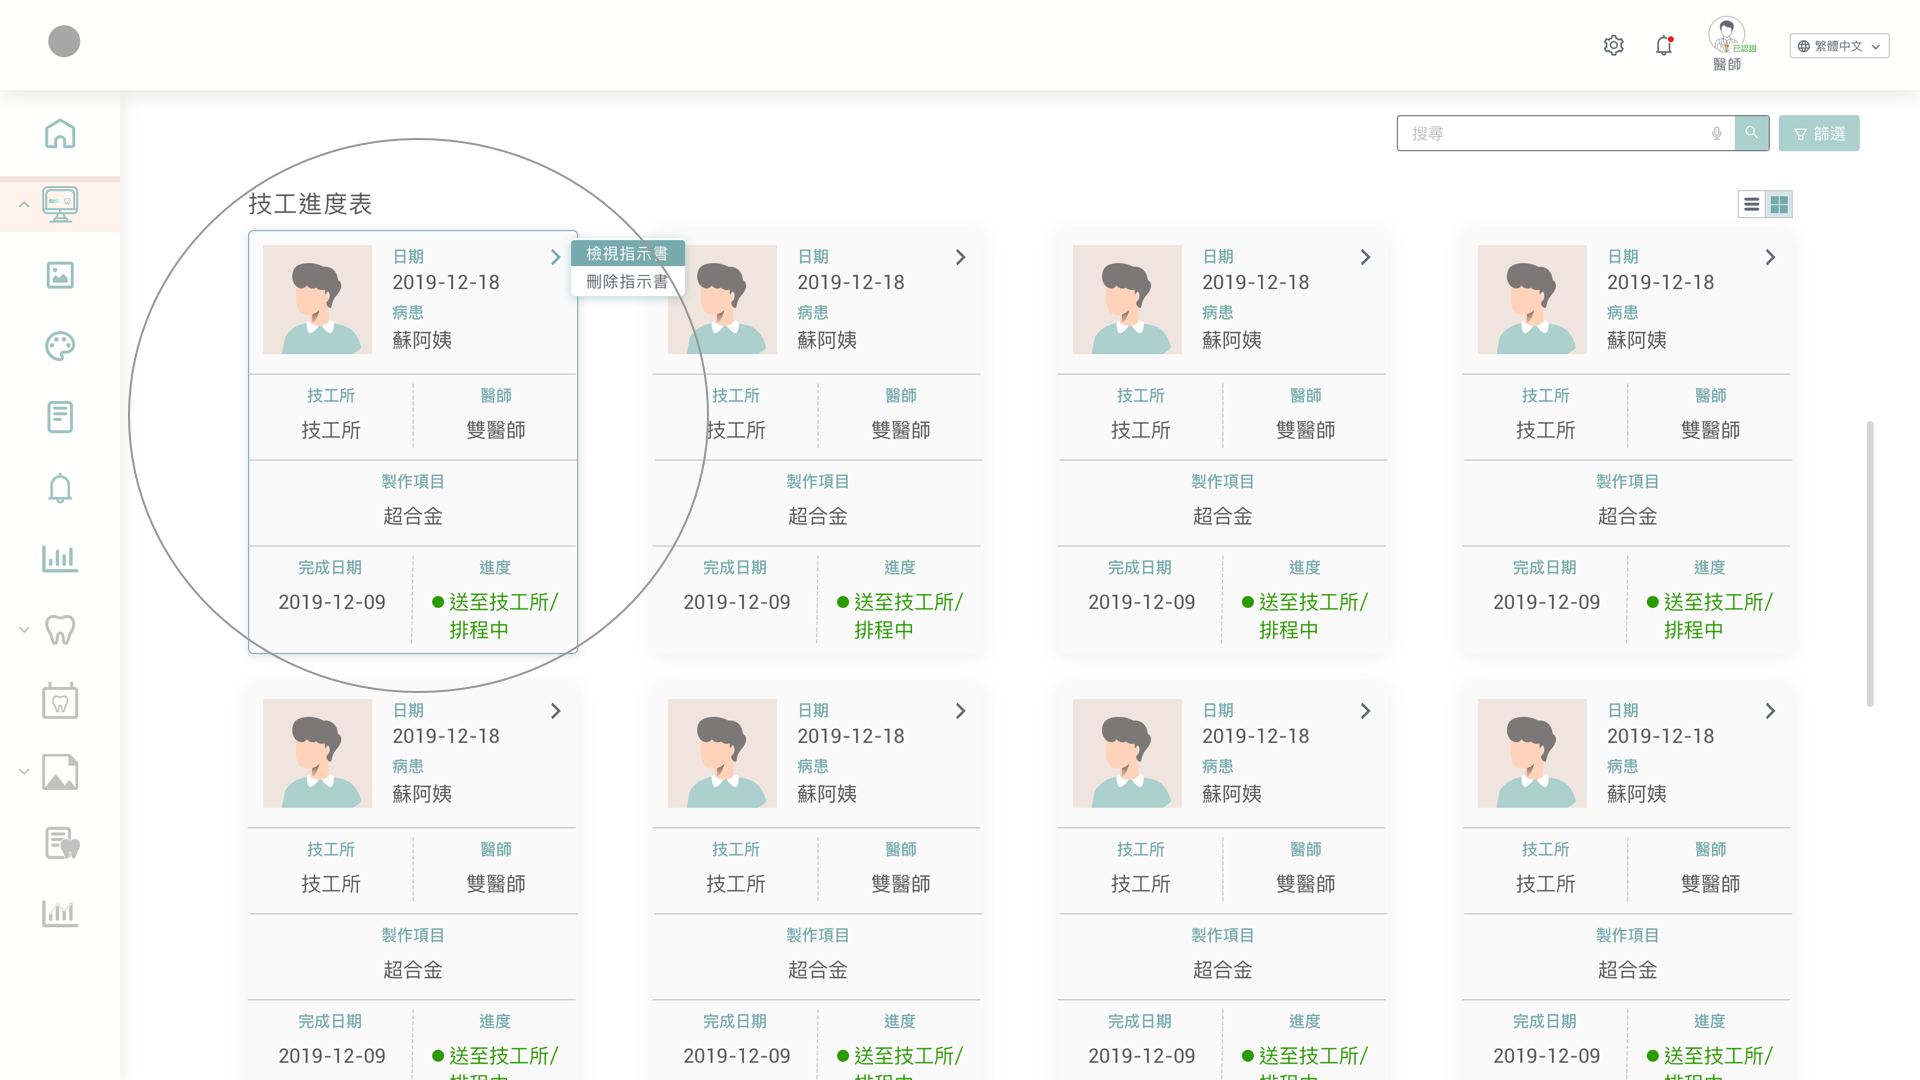 已認證
醫師
繁體中文
搜尋
篩選
技工進度表
日期
2019-12-18
病患
蘇阿姨
檢視指示書
刪除指示書
技工所
醫師
技工所
雙醫師
製作項目
超合金
完成日期
進度
2019-12-09
送至技工所/
排程中
日期
2019-12-18
病患
蘇阿姨
技工所
醫師
技工所
雙醫師
製作項目
超合金
完成日期
進度
2019-12-09
送至技工所/
排程中
日期
2019-12-18
病患
蘇阿姨
技工所
醫師
技工所
雙醫師
製作項目
超合金
完成日期
進度
2019-12-09
送至技工所/
排程中
日期
2019-12-18
病患
蘇阿姨
技工所
醫師
技工所
雙醫師
製作項目
超合金
完成日期
進度
2019-12-09
送至技工所/
排程中
日期
2019-12-18
病患
蘇阿姨
技工所
醫師
技工所
雙醫師
製作項目
超合金
完成日期
進度
2019-12-09
送至技工所/
日期
2019-12-18
病患
蘇阿姨
技工所
醫師
技工所
雙醫師
製作項目
超合金
完成日期
進度
2019-12-09
送至技工所/
日期
2019-12-18
病患
蘇阿姨
技工所
醫師
技工所
雙醫師
製作項目
超合金
完成日期
進度
2019-12-09
送至技工所/
日期
2019-12-18
病患
蘇阿姨
技工所
醫師
技工所
雙醫師
製作項目
超合金
完成日期
進度
2019-12-09
送至技工所/